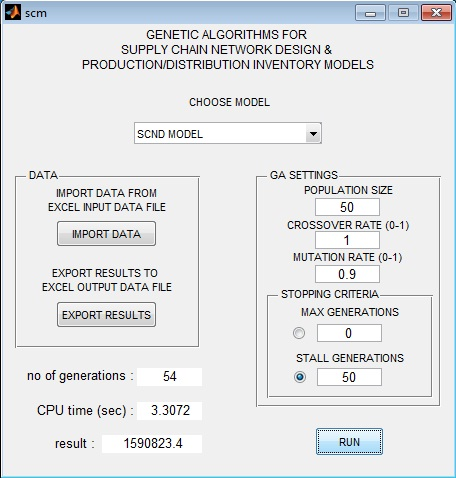 scm
GENETIC ALGORITHMS FOR
SUPPLY CHAIN NETWORK DESIGN &
PRODUCTION/DISTRIBUTION INVENTORY MODELS
CHOOSE MODEL
SCND MODEL
DATA
IMPORT DATA FROM
EXCEL INPUT DATA FILE
IMPORT DATA
EXPORT RESULTS TO
EXCEL OUTPUT DATA FILE
EXPORT RESULTS
GA SETTINGS
POPULATION SIZE
50
CROSSOVER RATE (0-1)
1
MUTATION RATE (0-1)
0.9
STOPPING CRITERIA
MAX GENERATIONS
0
STALL GENERATIONS
50
no of generations : 54
CPU time (sec) : 3.3072
result : 1590823.4
RUN